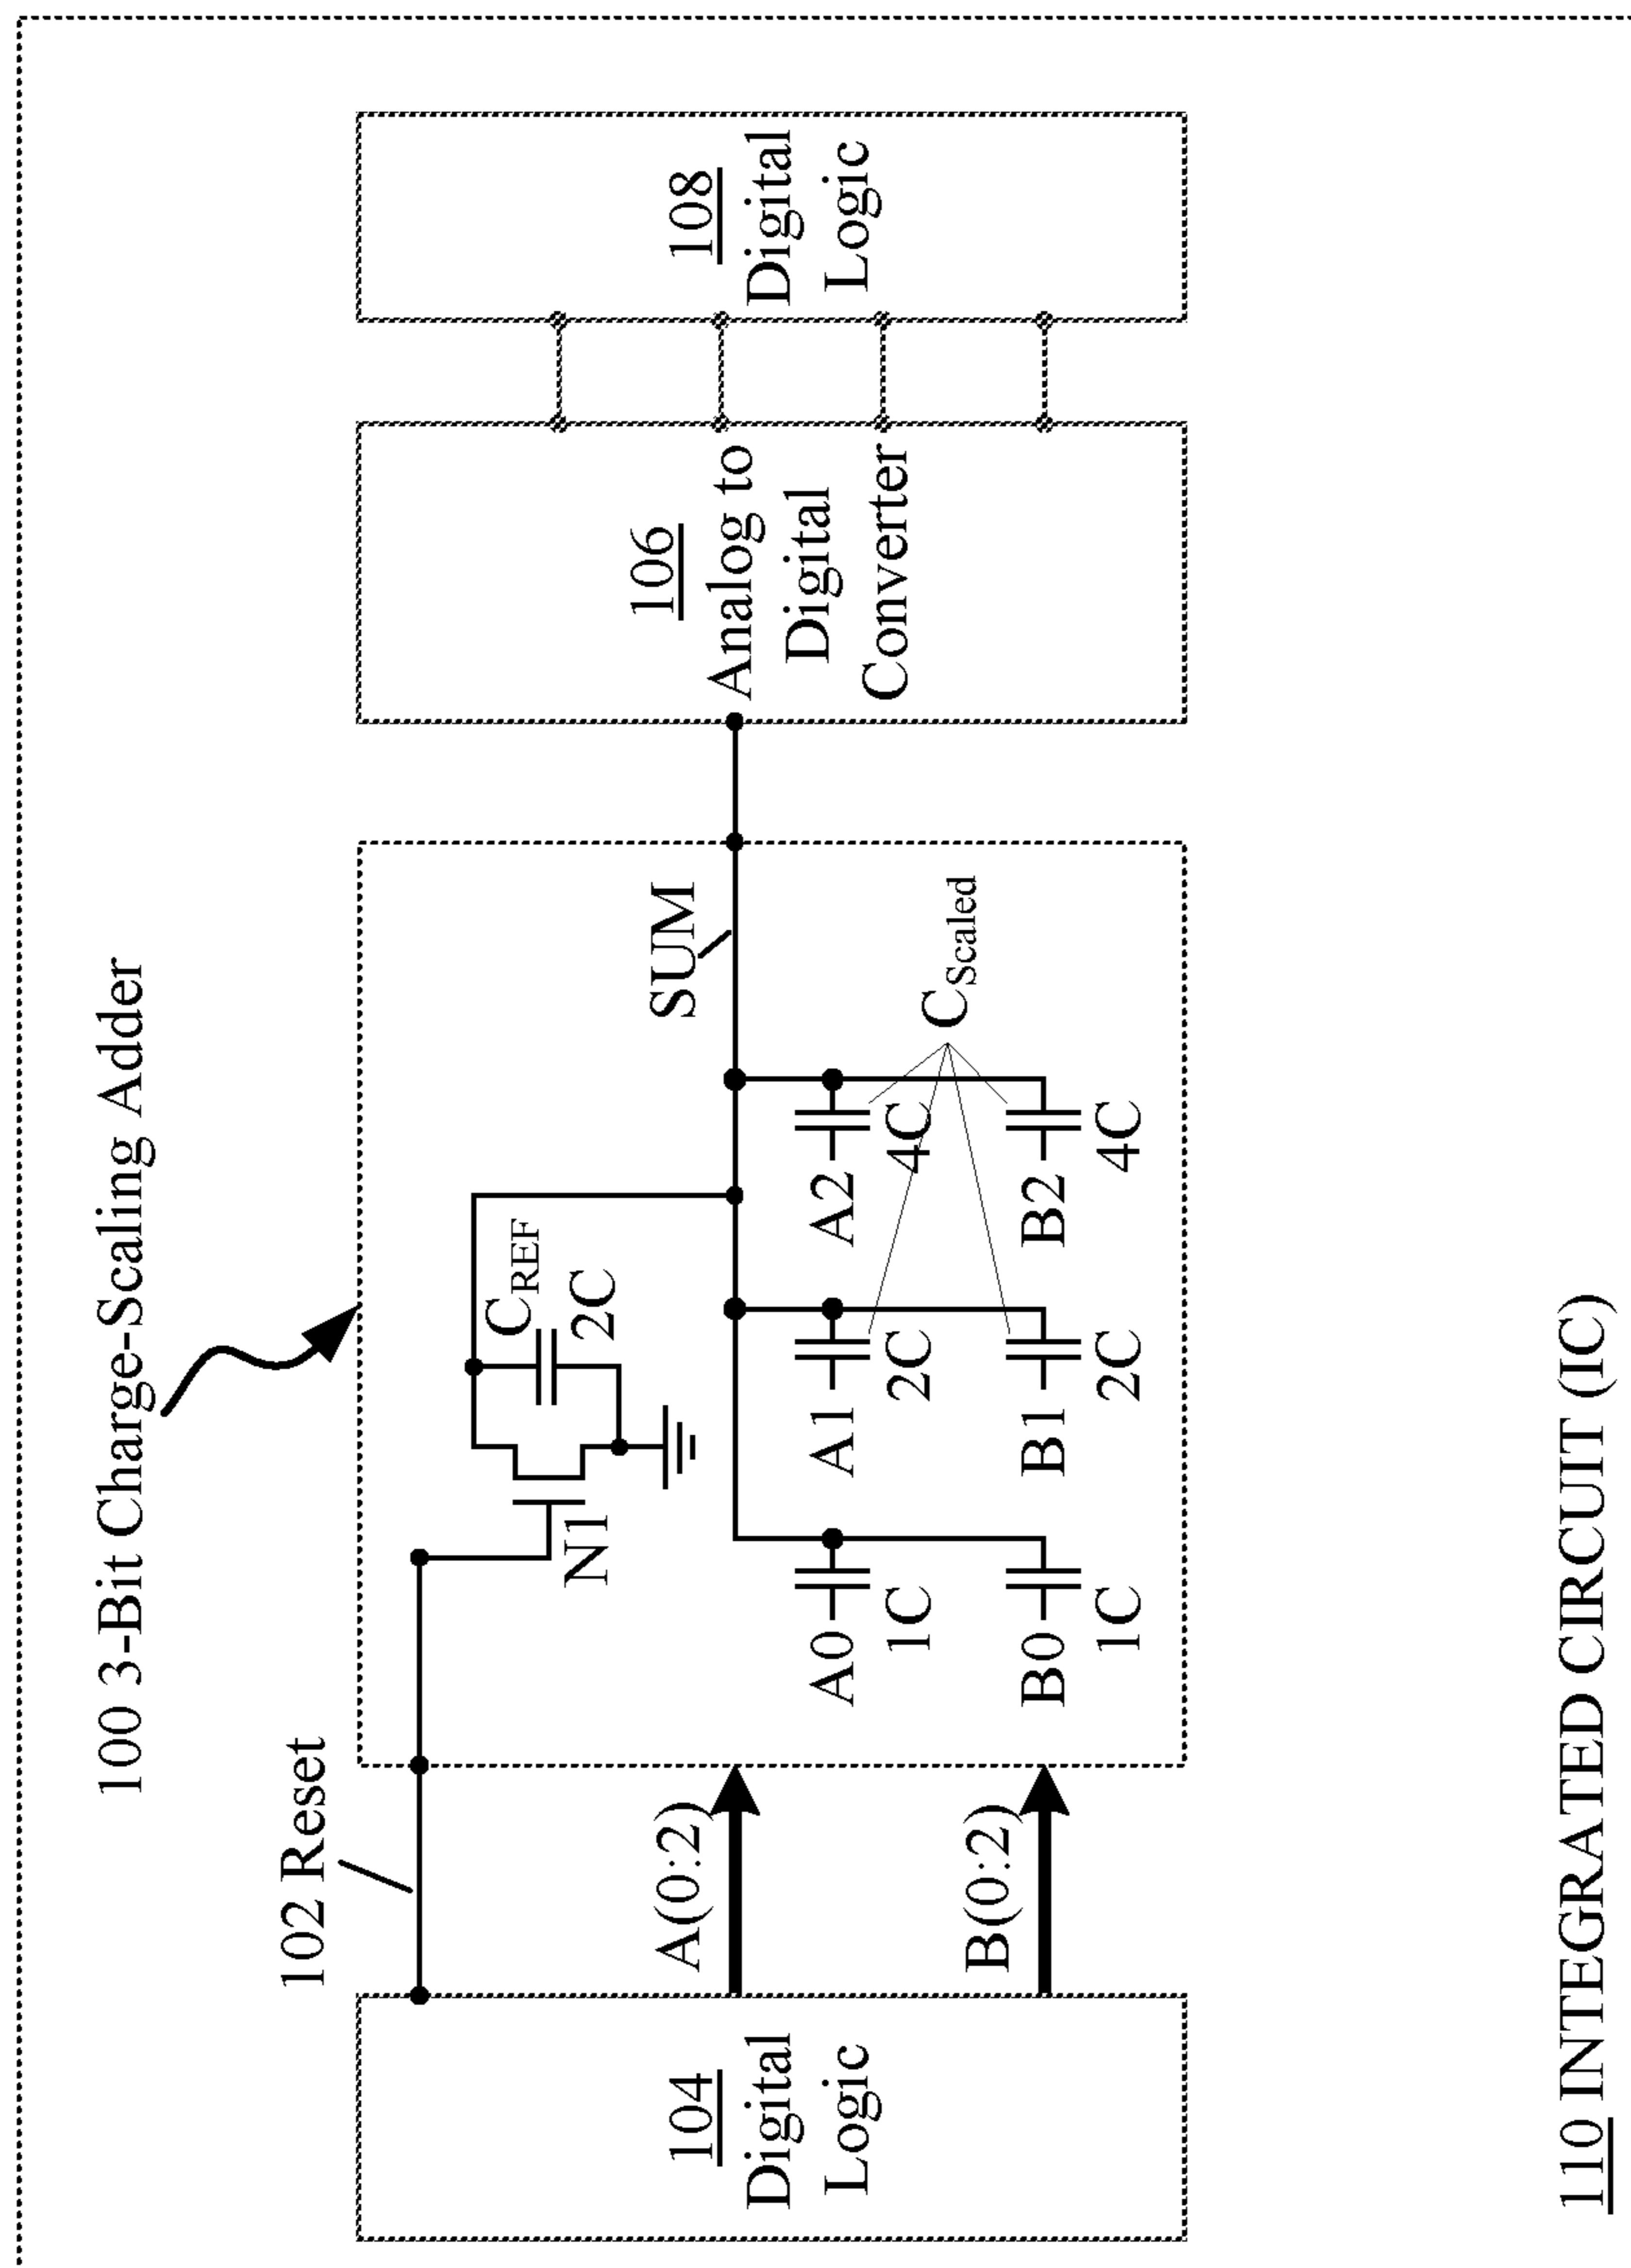 100 3-Bit Charge-Scaling Adder
102 Reset
104
Digital
Logic
A(0:2)
B(0:2)
N1
C_REF
2C
SUM
A0
1C
A1
2C
A2
4C
B0
1C
B1
2C
B2
4C
C_Scaled
106
Analog to
Digital
Converter
108
Digital
Logic
110 INTEGRATED CIRCUIT (IC)